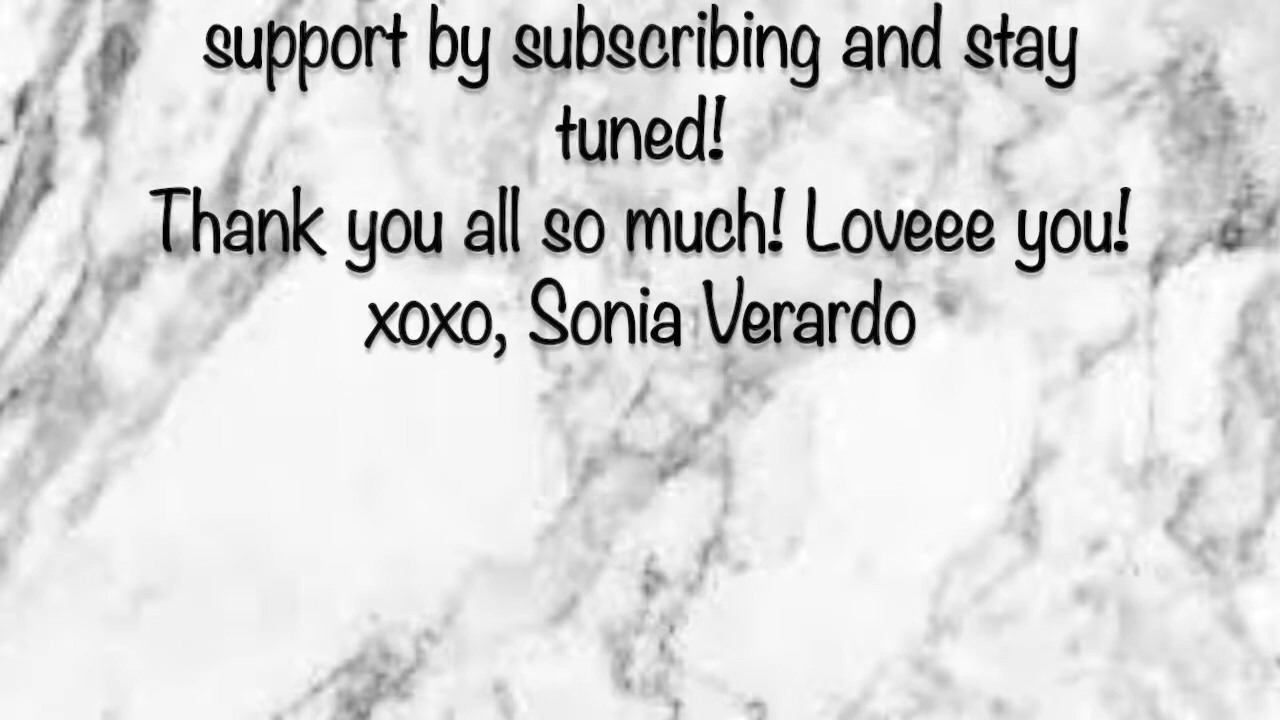 support by subscribing and stay
tuned!
Thank you all so much! Loveee you!
xoxo, Sonia Verardo